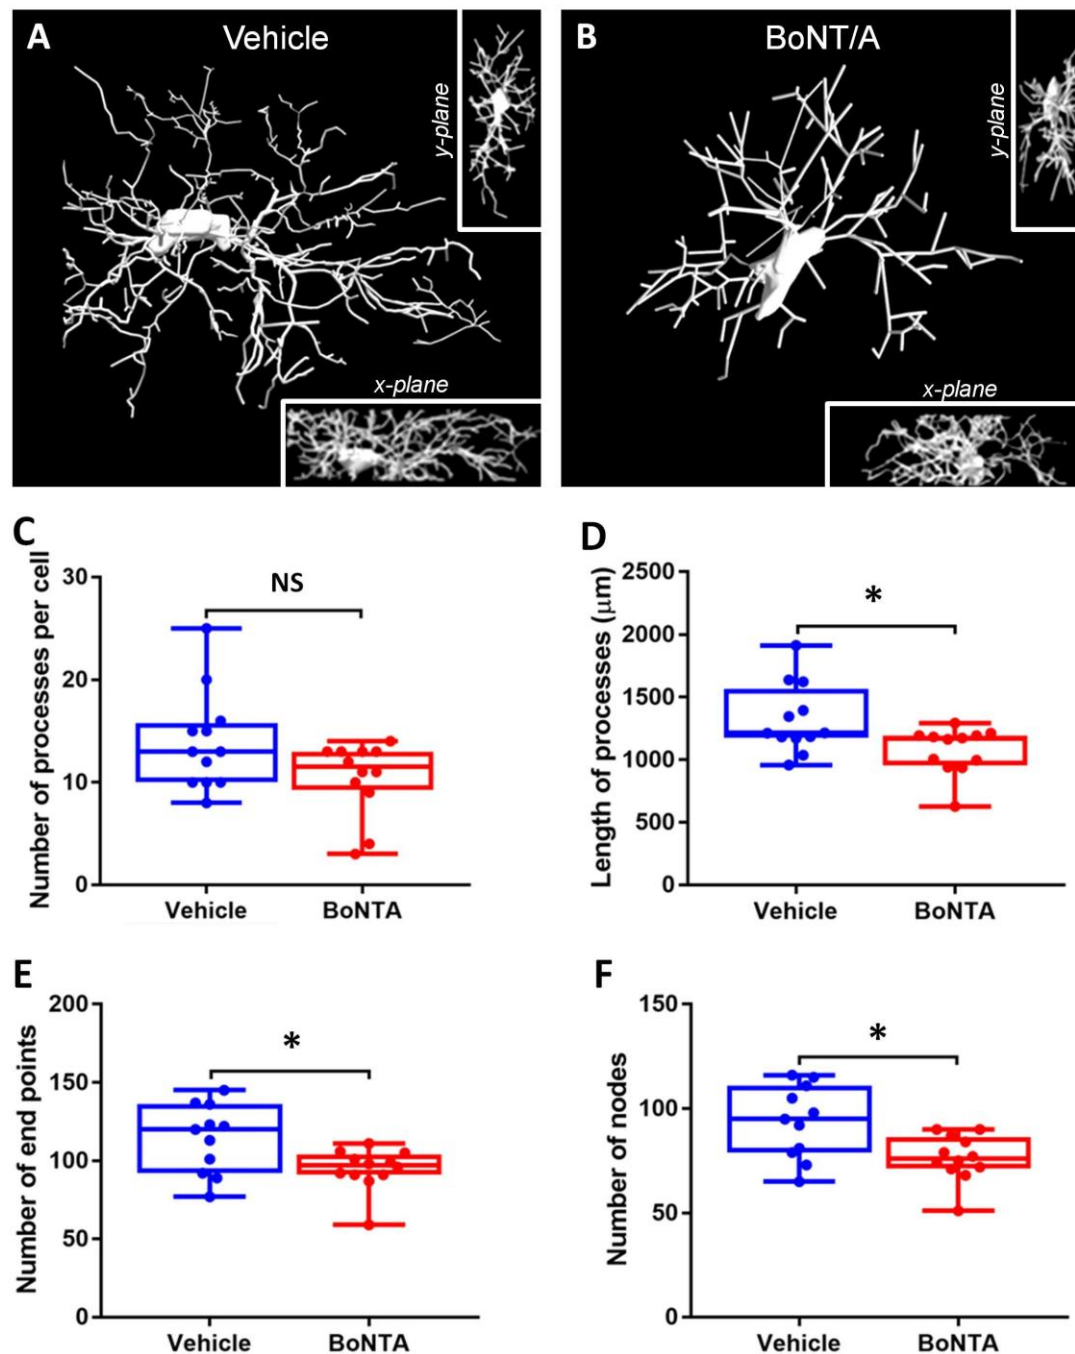 A
Vehicle
y-plane
x-plane
B
BoNT/A
y-plane
x-plane
C
Number of processes per cell
30
20
10
0
NS
Vehicle
BoNTA
D
Length of processes (μm)
2500
2000
1500
1000
500
0
*
Vehicle
BoNTA
E
Number of end points
200
150
100
50
0
*
Vehicle
BoNTA
F
Number of nodes
150
100
50
0
*
Vehicle
BoNTA